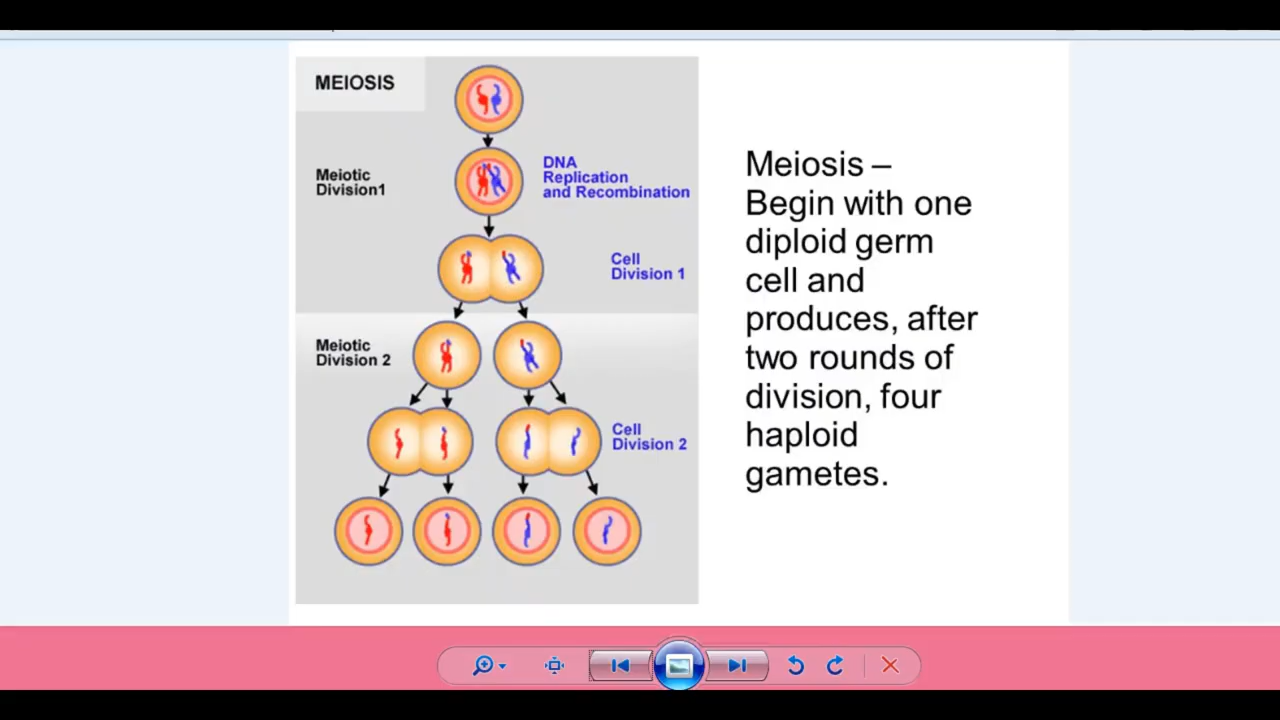 MEIOSIS
Meiotic
Division1
DNA
Replication
and Recombination
Cell
Division 1
Meiotic
Division 2
Cell
Division 2
Meiosis –
Begin with one
diploid germ
cell and
produces, after
two rounds of
division, four
haploid
gametes.